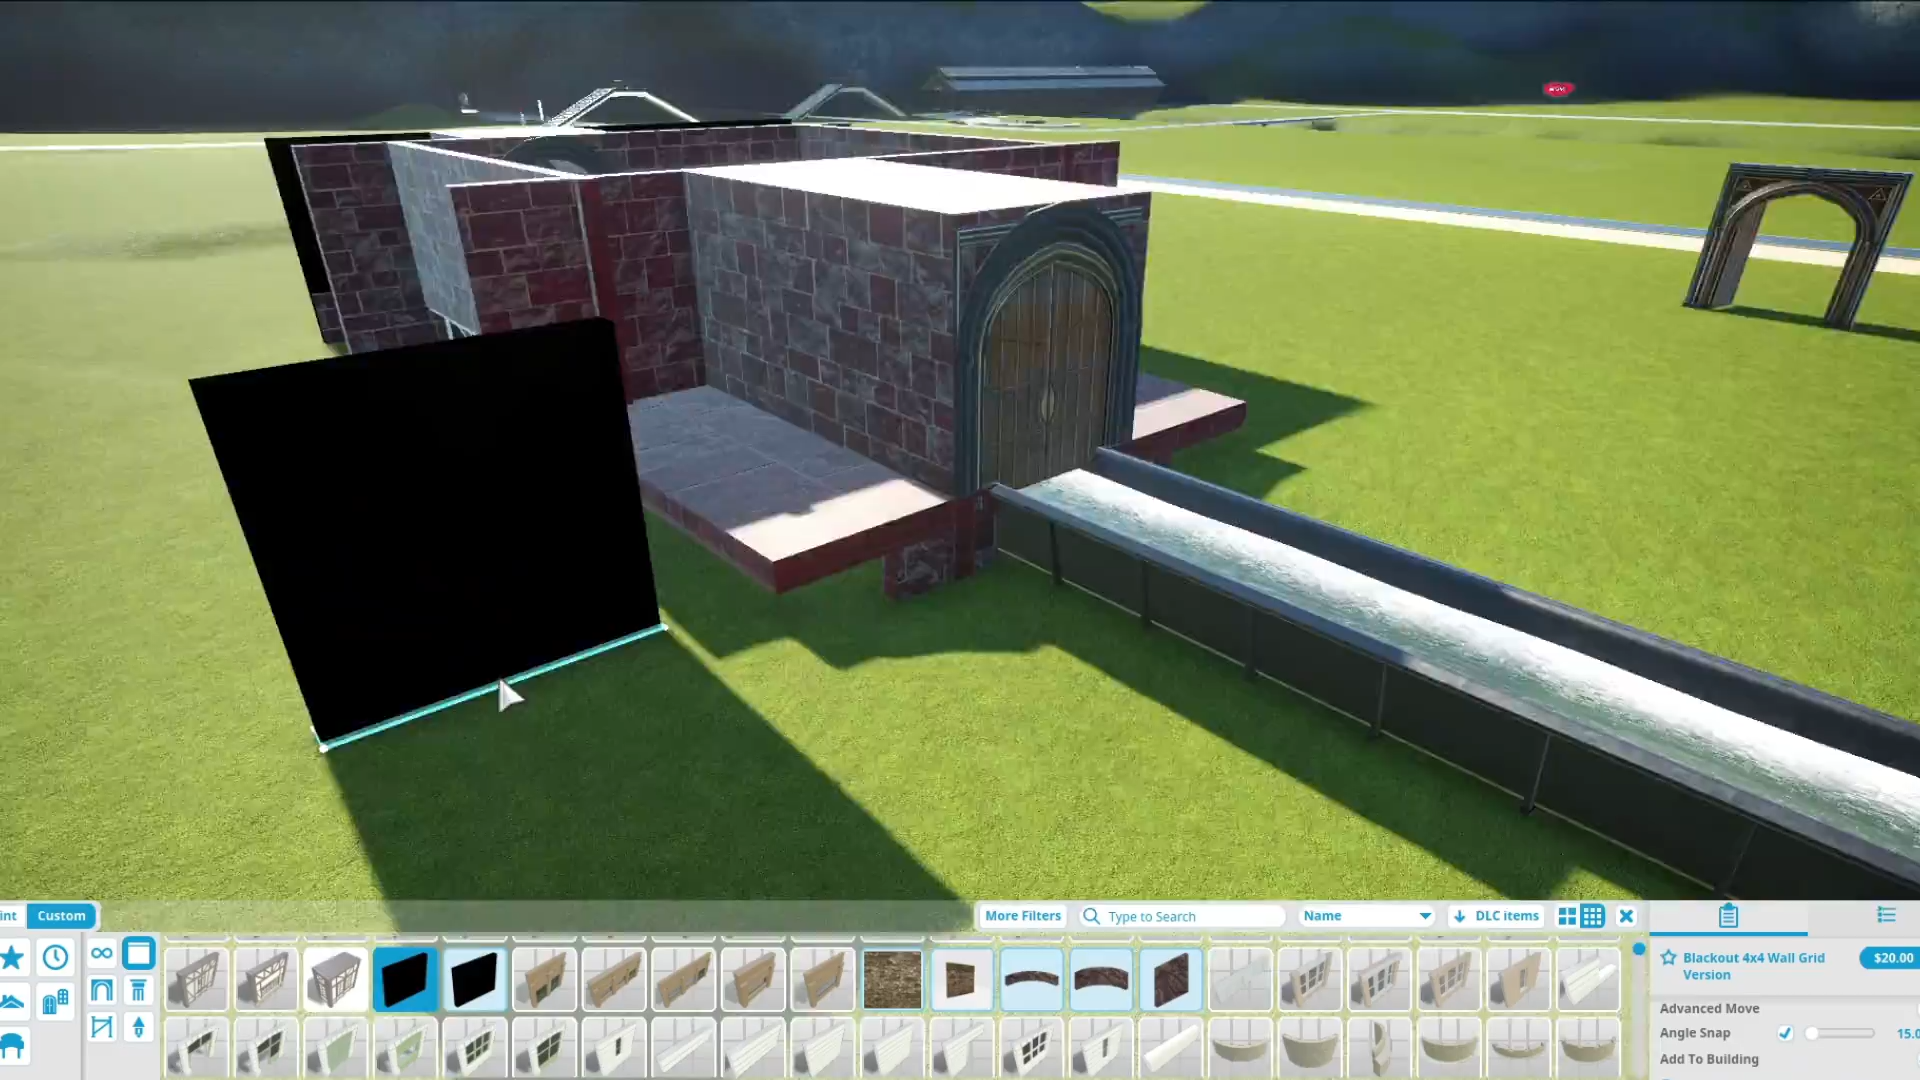 int
Custom
More Filters
Type to Search
Name
DLC items
Blackout 4x4 Wall Grid
Version
$20.00
Advanced Move
Angle Snap
15.0
Add To Building